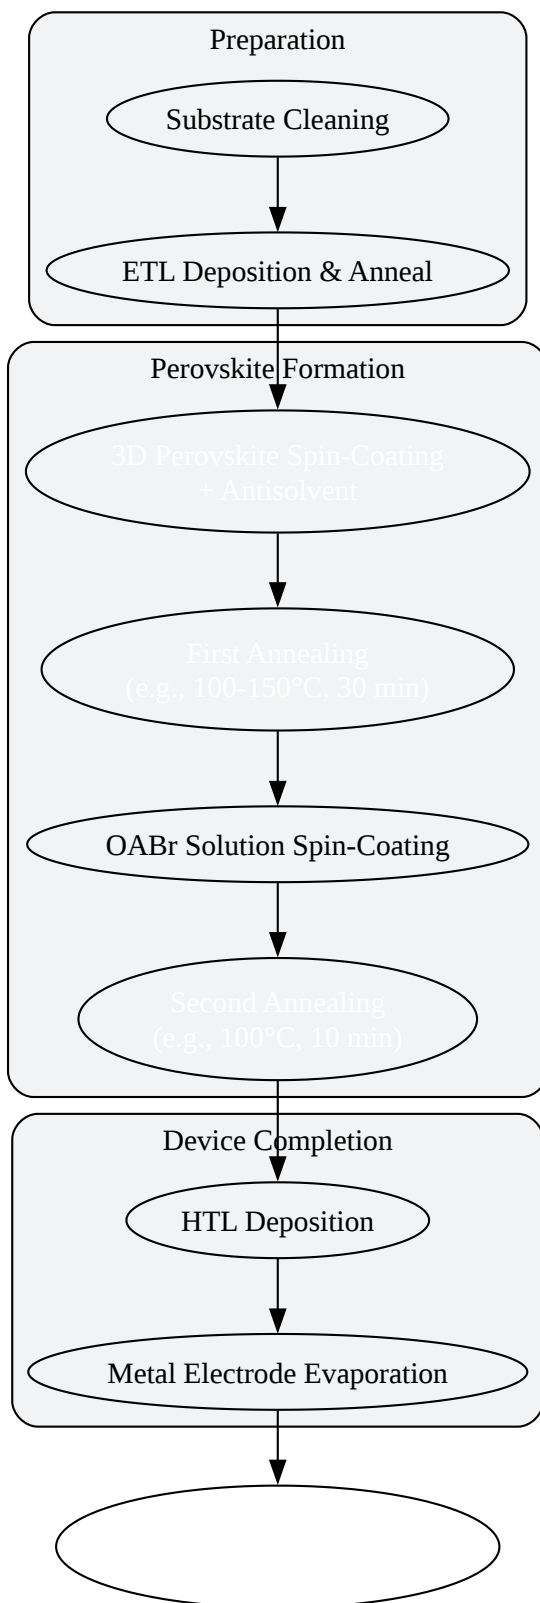 Preparation
Substrate Cleaning
ETL Deposition & Anneal
Perovskite Formation
3D Perovskite Spin-Coating
+ Antisolvent
First Annealing
(e.g., 100-150°C, 30 min)
OABr Solution Spin-Coating
Second Annealing
(e.g., 100°C, 10 min)
Device Completion
HTL Deposition
Metal Electrode Evaporation